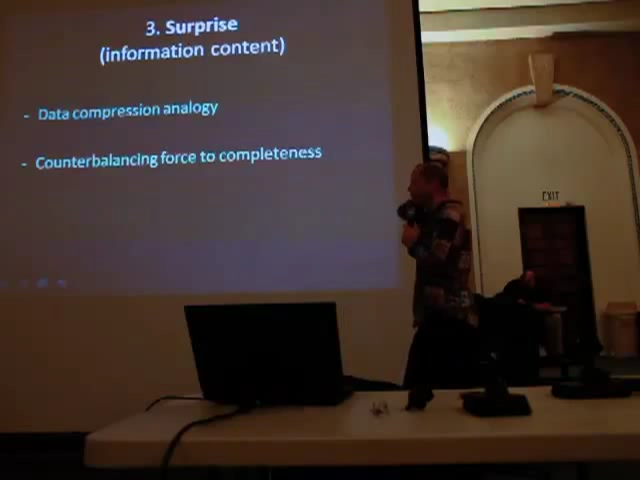 3. Surprise
(information content)
- Data compression analogy
- Counterbalancing force to completeness
EXIT